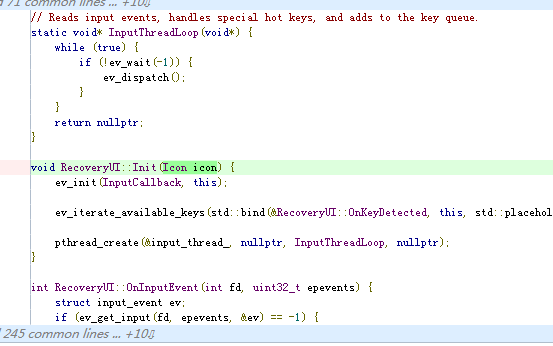 71 common lines ... +10
// Reads input events, handles special hot keys, and adds to the key queue.
static void* InputThreadLoop(void*) {
while (true) {
if (!ev_wait(-1)) {
ev_dispatch();
}
}
return nullptr;
}
void RecoveryUI::Init(Icon icon) {
ev_init(InputCallback, this);
ev_iterate_available_keys(std::bind(&RecoveryUI::OnKeyDetected, this, std::placehol
pthread_create(&input_thread_, nullptr, InputThreadLoop, nullptr);
}
int RecoveryUI::OnInputEvent(int fd, uint32_t epevents) {
struct input_event ev;
if (ev_get_input(fd, epevents, &ev) == -1) {
245 common lines ... +10